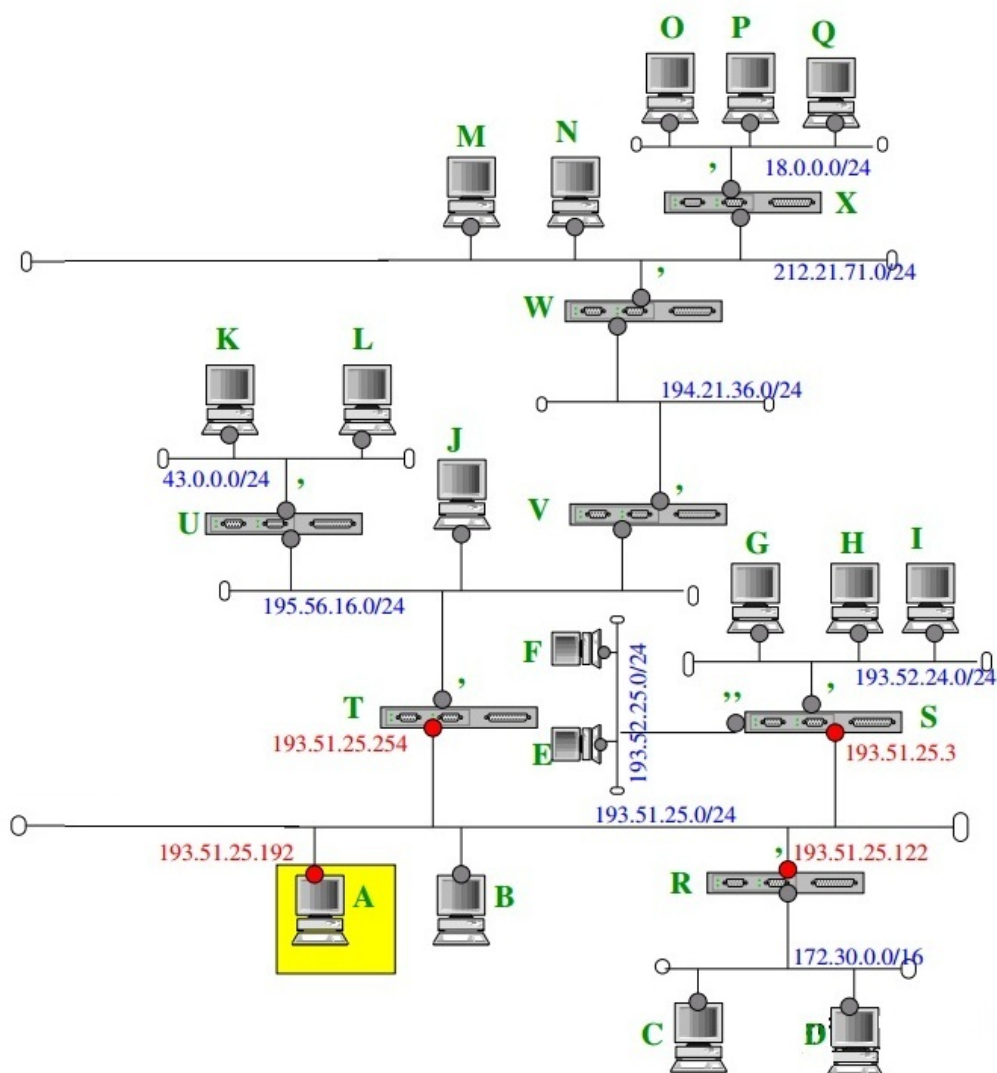 O P Q
M N
, 18.0.0.0/24
X
, 212.21.71.0/24
W
K L
194.21.36.0/24
J
43.0.0.0/24 , ,
U V
G H I
195.56.16.0/24
F
193.52.25.0/24
193.52.24.0/24
, ,, ,
T S
193.51.25.254 E 193.51.25.3
193.51.25.0/24
193.51.25.192 , 193.51.25.122
A B R
172.30.0.0/16
C D